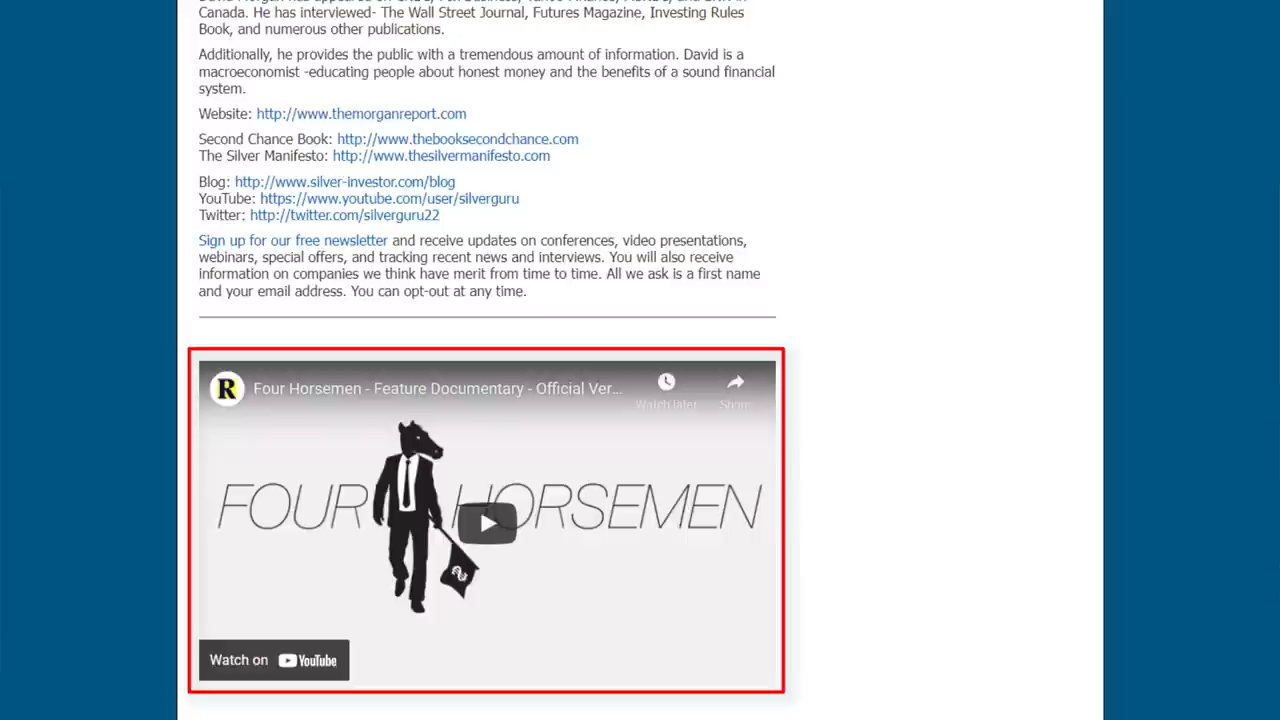 Canada. He has interviewed- The Wall Street Journal, Futures Magazine, Investing Rules
Book, and numerous other publications.
Additionally, he provides the public with a tremendous amount of information. David is a
macroeconomist -educating people about honest money and the benefits of a sound financial
system.
Website: http://www.themorganreport.com
Second Chance Book: http://www.thebooksecondchance.com
The Silver Manifesto: http://www.thesilvermanifesto.com
Blog: http://www.silver-investor.com/blog
YouTube: https://www.youtube.com/user/silverguru
Twitter: http://twitter.com/silverguru22
Sign up for our free newsletter and receive updates on conferences, video presentations,
webinars, special offers, and tracking recent news and interviews. You will also receive
information on companies we think have merit from time to time. All we ask is a first name
and your email address. You can opt-out at any time.
R Four Horsemen - Feature Documentary - Official Ver...
Watch later Share
FOUR HORSEMEN
Watch on YouTube